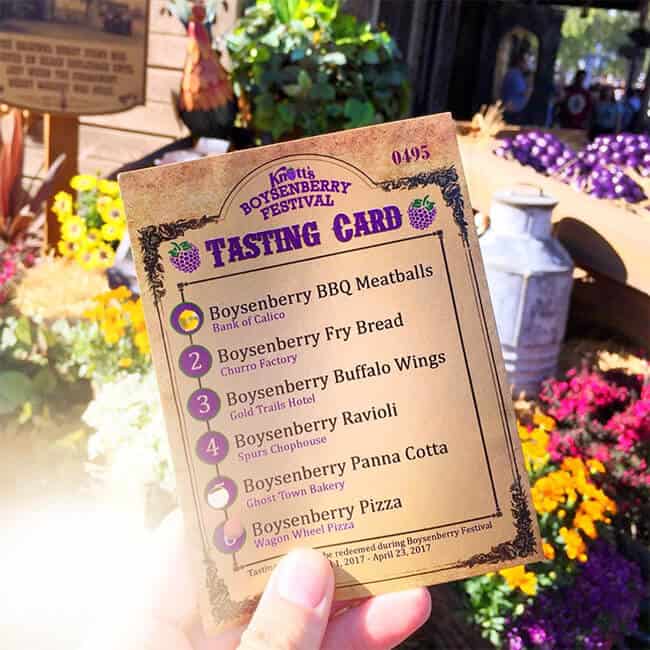 0495
Knott's
BOYSENBERRY
FESTIVAL
TASTING CARD
Boysenberry BBQ Meatballs
Bank of Calico
2 Boysenberry Fry Bread
Churro Factory
3 Boysenberry Buffalo Wings
Gold Trails Hotel
4 Boysenberry Ravioli
Spurs Chophouse
Boysenberry Panna Cotta
Ghost Town Bakery
Boysenberry Pizza
Wagon Wheel Pizza
be redeemed during Boysenberry Festival
1, 2017 - April 23, 2017